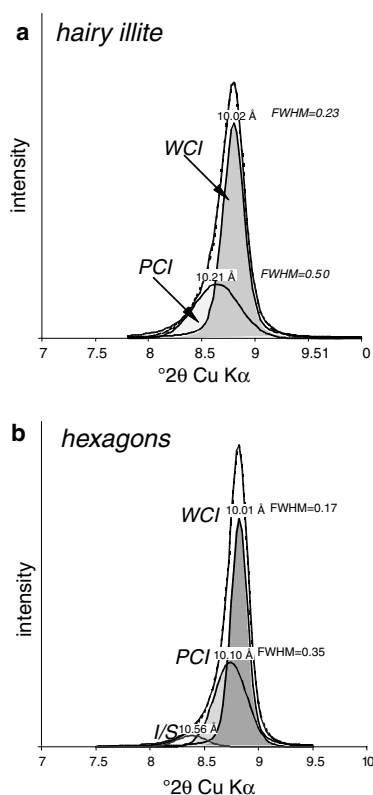 a hairy illite
intensity
10.02 Å FWHM=0.23
WCI
PCI
10.21 Å FWHM=0.50
7 7.5 8 8.5 9 9.51 0
°2θ Cu Kα
b hexagons
intensity
WCI 10.01 Å FWHM=0.17
PCI 10.10 Å FWHM=0.35
I/S 10.56 Å
6 7 7.5 8 8.5 9 9.5 10
°2θ Cu Kα